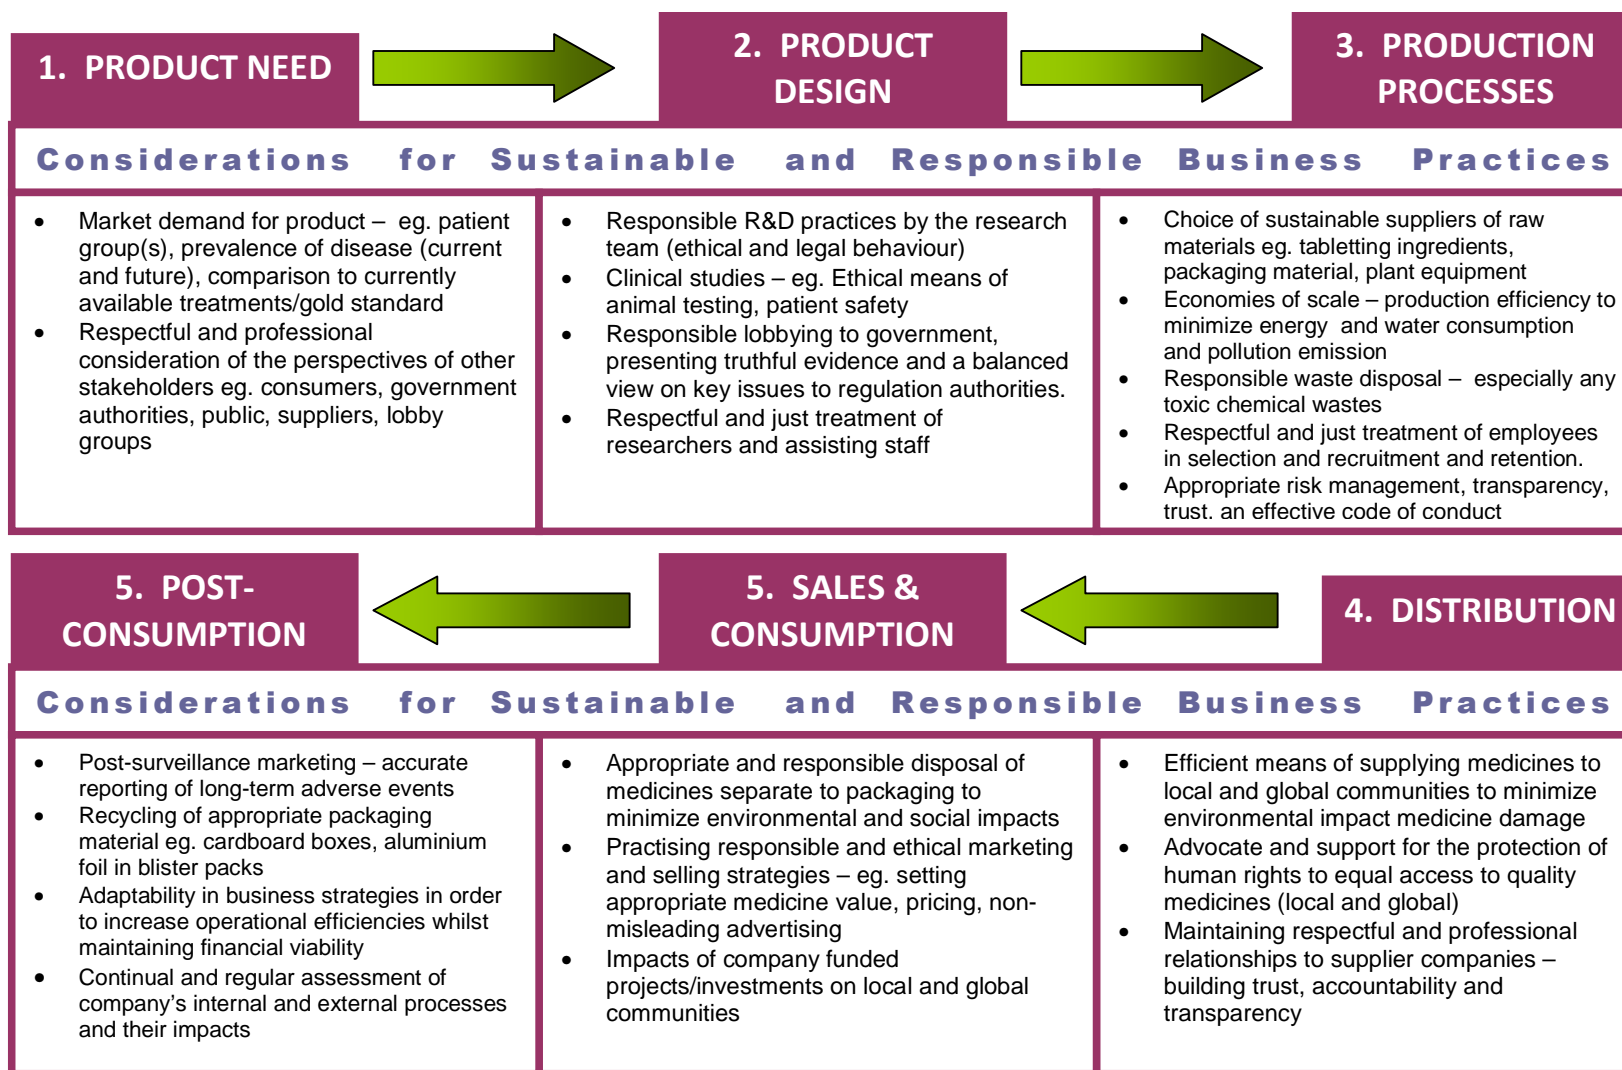 1. PRODUCT NEED
2. PRODUCT
DESIGN
3. PRODUCTION
PROCESSES
Considerations for Sustainable and Responsible Business Practices
• Market demand for product – eg. patient
group(s), prevalence of disease (current
and future), comparison to currently
available treatments/gold standard
• Respectful and professional
consideration of the perspectives of other
stakeholders eg. consumers, government
authorities, public, suppliers, lobby
groups
• Responsible R&D practices by the research
team (ethical and legal behaviour)
• Clinical studies – eg. Ethical means of
animal testing, patient safety
• Responsible lobbying to government,
presenting truthful evidence and a balanced
view on key issues to regulation authorities.
• Respectful and just treatment of
researchers and assisting staff
• Choice of sustainable suppliers of raw
materials eg. tabletting ingredients,
packaging material, plant equipment
• Economies of scale – production efficiency to
minimize energy and water consumption
and pollution emission
• Responsible waste disposal – especially any
toxic chemical wastes
• Respectful and just treatment of employees
in selection and recruitment and retention.
• Appropriate risk management, transparency,
trust. an effective code of conduct
5. POST-
CONSUMPTION
5. SALES &
CONSUMPTION
4. DISTRIBUTION
Considerations for Sustainable and Responsible Business Practices
• Post-surveillance marketing – accurate
reporting of long-term adverse events
• Recycling of appropriate packaging
material eg. cardboard boxes, aluminium
foil in blister packs
• Adaptability in business strategies in order
to increase operational efficiencies whilst
maintaining financial viability
• Continual and regular assessment of
company's internal and external processes
and their impacts
• Appropriate and responsible disposal of
medicines separate to packaging to
minimize environmental and social impacts
• Practising responsible and ethical marketing
and selling strategies – eg. setting
appropriate medicine value, pricing, non-
misleading advertising
• Impacts of company funded
projects/investments on local and global
communities
• Efficient means of supplying medicines to
local and global communities to minimize
environmental impact medicine damage
• Advocate and support for the protection of
human rights to equal access to quality
medicines (local and global)
• Maintaining respectful and professional
relationships to supplier companies –
building trust, accountability and
transparency